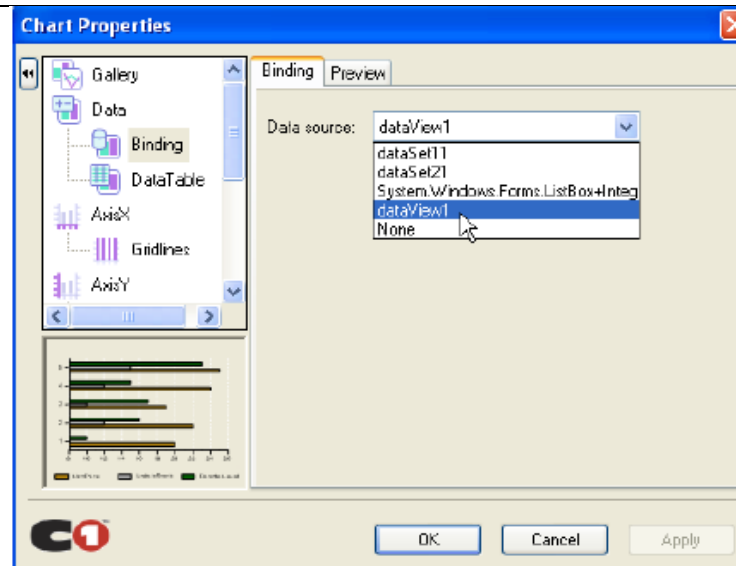 Chart Properties
Gallery
Data
Binding
DataTable
AxisX
Gridlines
AxisY
Binding
Preview
Data source:
dataView1
dataSet11
dataSet21
System.Windows.Forms.ListBox+Integ
dataView1
None
C1
OK
Cancel
Apply